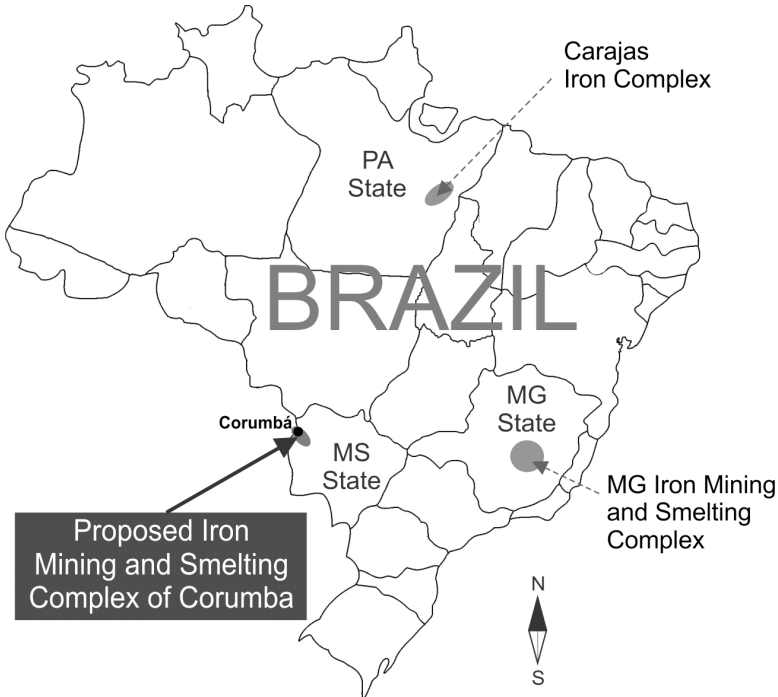 Carajas
Iron Complex
PA
State
BRAZIL
MG
State
Corumbá
MS
State
MG Iron Mining
and Smelting
Complex
Proposed Iron
Mining and Smelting
Complex of Corumba
N
S